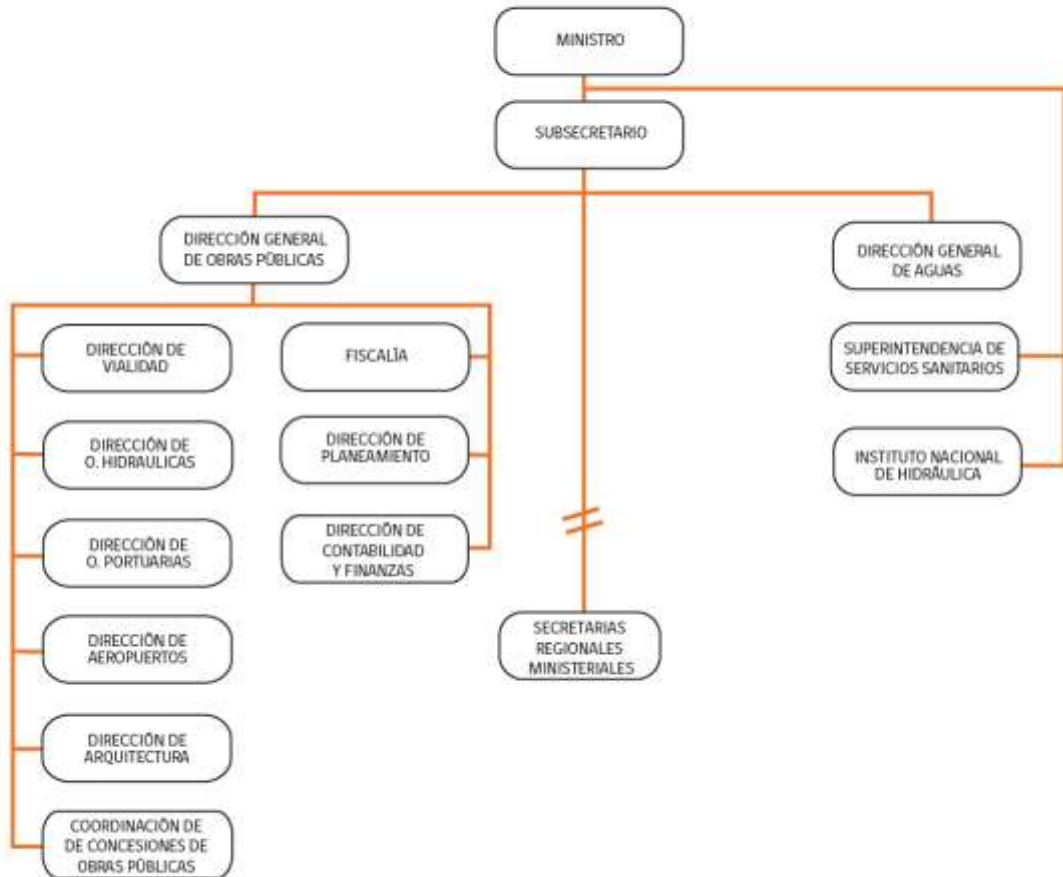 MINISTRO
SUBSECRETARIO
DIRECCIÓN GENERAL
DE OBRAS PÚBLICAS
DIRECCIÓN GENERAL
DE AGUAS
DIRECCIÓN DE
VIALIDAD
FISCALÌA
SUPERINTENDENCIA DE
SERVICIOS SANITARIOS
DIRECCIÓN DE
O. HIDRAULICAS
DIRECCIÓN DE
PLANEAMIENTO
INSTITUTO NACIONAL
DE HIDRÁULICA
DIRECCIÓN DE
O. PORTUARIAS
DIRECCIÓN DE
CONTABILIDAD
Y FINANZAS
DIRECCIÓN DE
AEROPUERTOS
SECRETARIAS
REGIONALES
MINISTERIALES
DIRECCIÓN DE
ARQUITECTURA
COORDINACIÓN DE
DE CONCESIONES DE
OBRAS PÚBLICAS